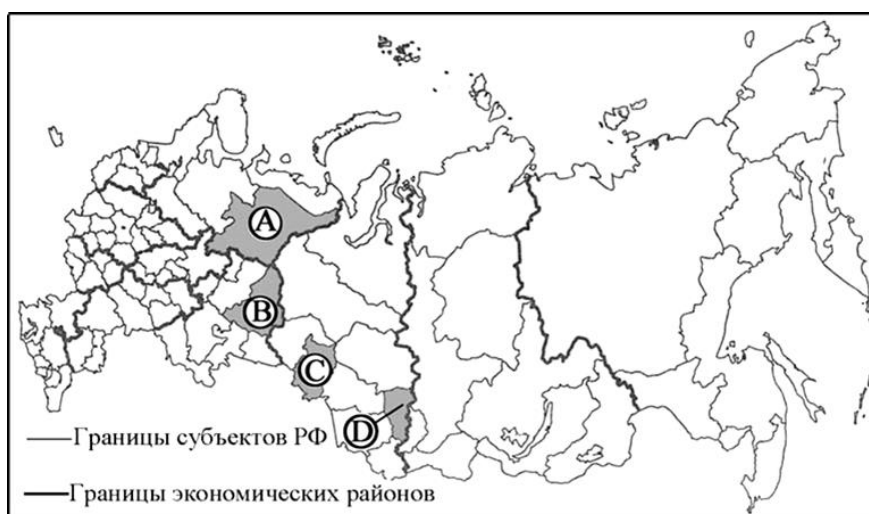 A
B
C
D
Границы субъектов РФ
Границы экономических районов